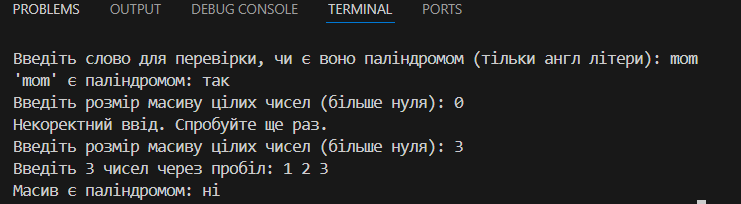 PROBLEMS OUTPUT DEBUG CONSOLE TERMINAL PORTS
Введіть слово для перевірки, чи є воно паліндромом (тільки англ літери): mom
'mom' є паліндромом: так
Введіть розмір масиву цілих чисел (більше нуля): 0
Некоректний ввід. Спробуйте ще раз.
Введіть розмір масиву цілих чисел (більше нуля): 3
Введіть 3 чисел через пробіл: 1 2 3
Масив є паліндромом: ні